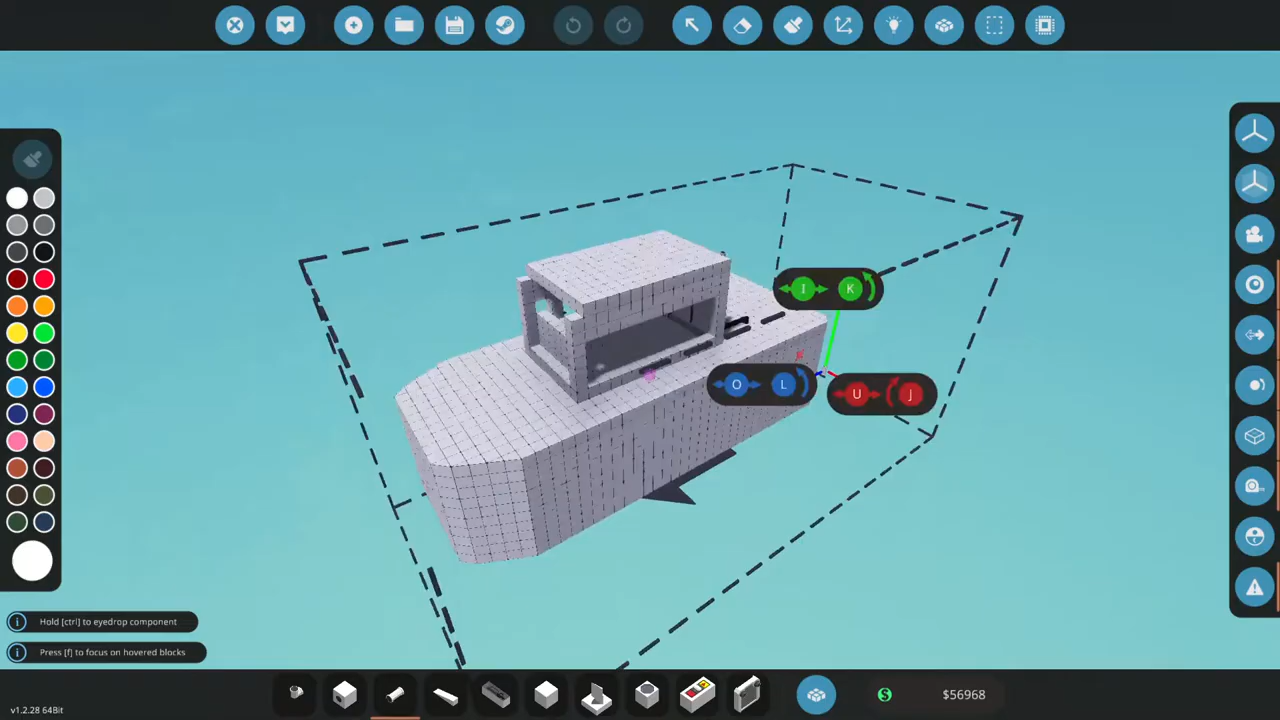 I K
O L
U J
Hold [ctrl] to eyedrop component
Press [f] to focus on hovered blocks
$ $56968
v1.2.28 64Bit